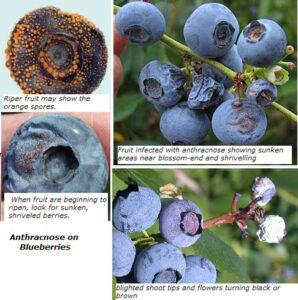 Riper fruit may show the
orange spores.
Fruit infected with anthracnose showing sunken
areas near blossom-end and shrivelling
When fruit are beginning to
ripen, look for sunken,
shriveled berries.
Anthracnose on
Blueberries
blighted shoot tips and flowers turning black or
brown